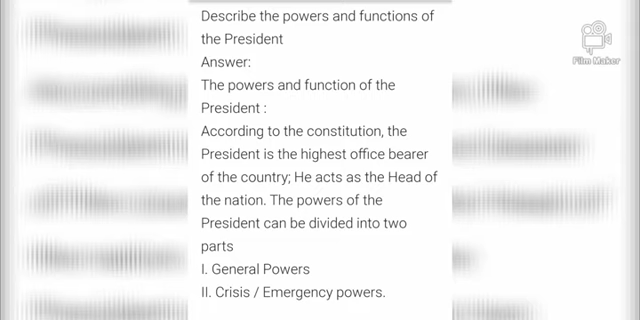 Describe the powers and functions of
the President
Answer:
The powers and function of the
President :
According to the constitution, the
President is the highest office bearer
of the country; He acts as the Head of
the nation. The powers of the
President can be divided into two
parts
I. General Powers
II. Crisis / Emergency powers.
Film Maker